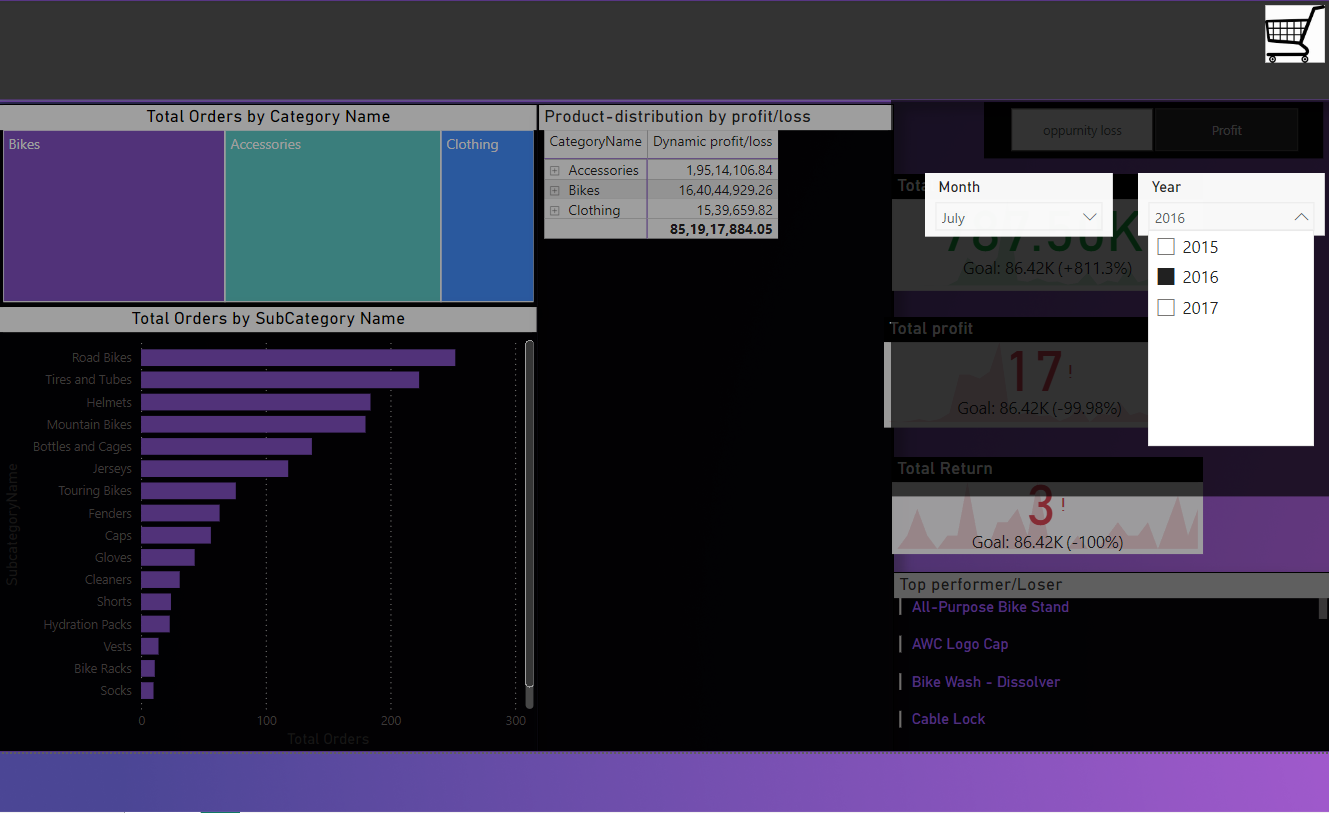 Total Orders by Category Name
Bikes
Accessories
Clothing
Product-distribution by profit/loss
CategoryName Dynamic profit/loss
Accessories 1,95,14,106.84
Bikes 16,40,44,929.26
Clothing 15,39,659.82
85,19,17,884.05
oppurnity loss
Profit
Month
July
Year
2016
2015
2016
2017
Goal: 86.42K (+811.3%)
Total profit
17 !
Goal: 86.42K (-99.98%)
Total Return
3 !
Goal: 86.42K (-100%)
Top performer/Loser
All-Purpose Bike Stand
AWC Logo Cap
Bike Wash - Dissolver
Cable Lock
Total Orders by SubCategory Name
SubcategoryName
Road Bikes
Tires and Tubes
Helmets
Mountain Bikes
Bottles and Cages
Jerseys
Touring Bikes
Fenders
Caps
Gloves
Cleaners
Shorts
Hydration Packs
Vests
Bike Racks
Socks
0 100 200 300
Total Orders